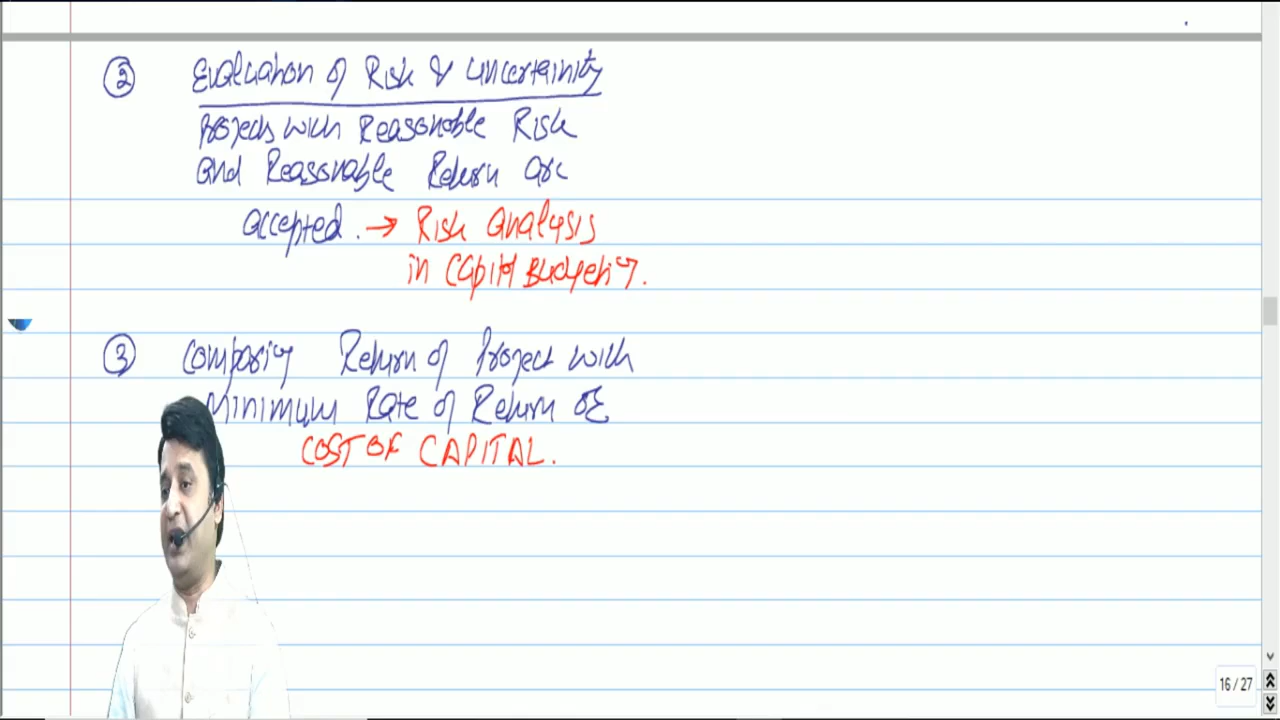 ② Evaluation of Risk & Uncertainity
Projects with Reasonable Risk
and Reasonable Return are
accepted. → Risk Analysis
in Capital Budgeting.
③ Comparing Return of Project with
Minimum Rate of Return or
COST OF CAPITAL.
16 / 27